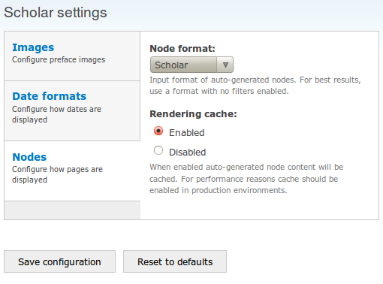 Scholar settings
Images
Configure preface images
Date formats
Configure how dates are
displayed
Nodes
Configure how pages are
displayed
Node format:
Scholar
Input format of auto-generated nodes. For best results,
use a format with no filters enabled.
Rendering cache:
Enabled
Disabled
When enabled auto-generated node content will be
cached. For performance reasons cache should be
enabled in production environments.
Save configuration
Reset to defaults